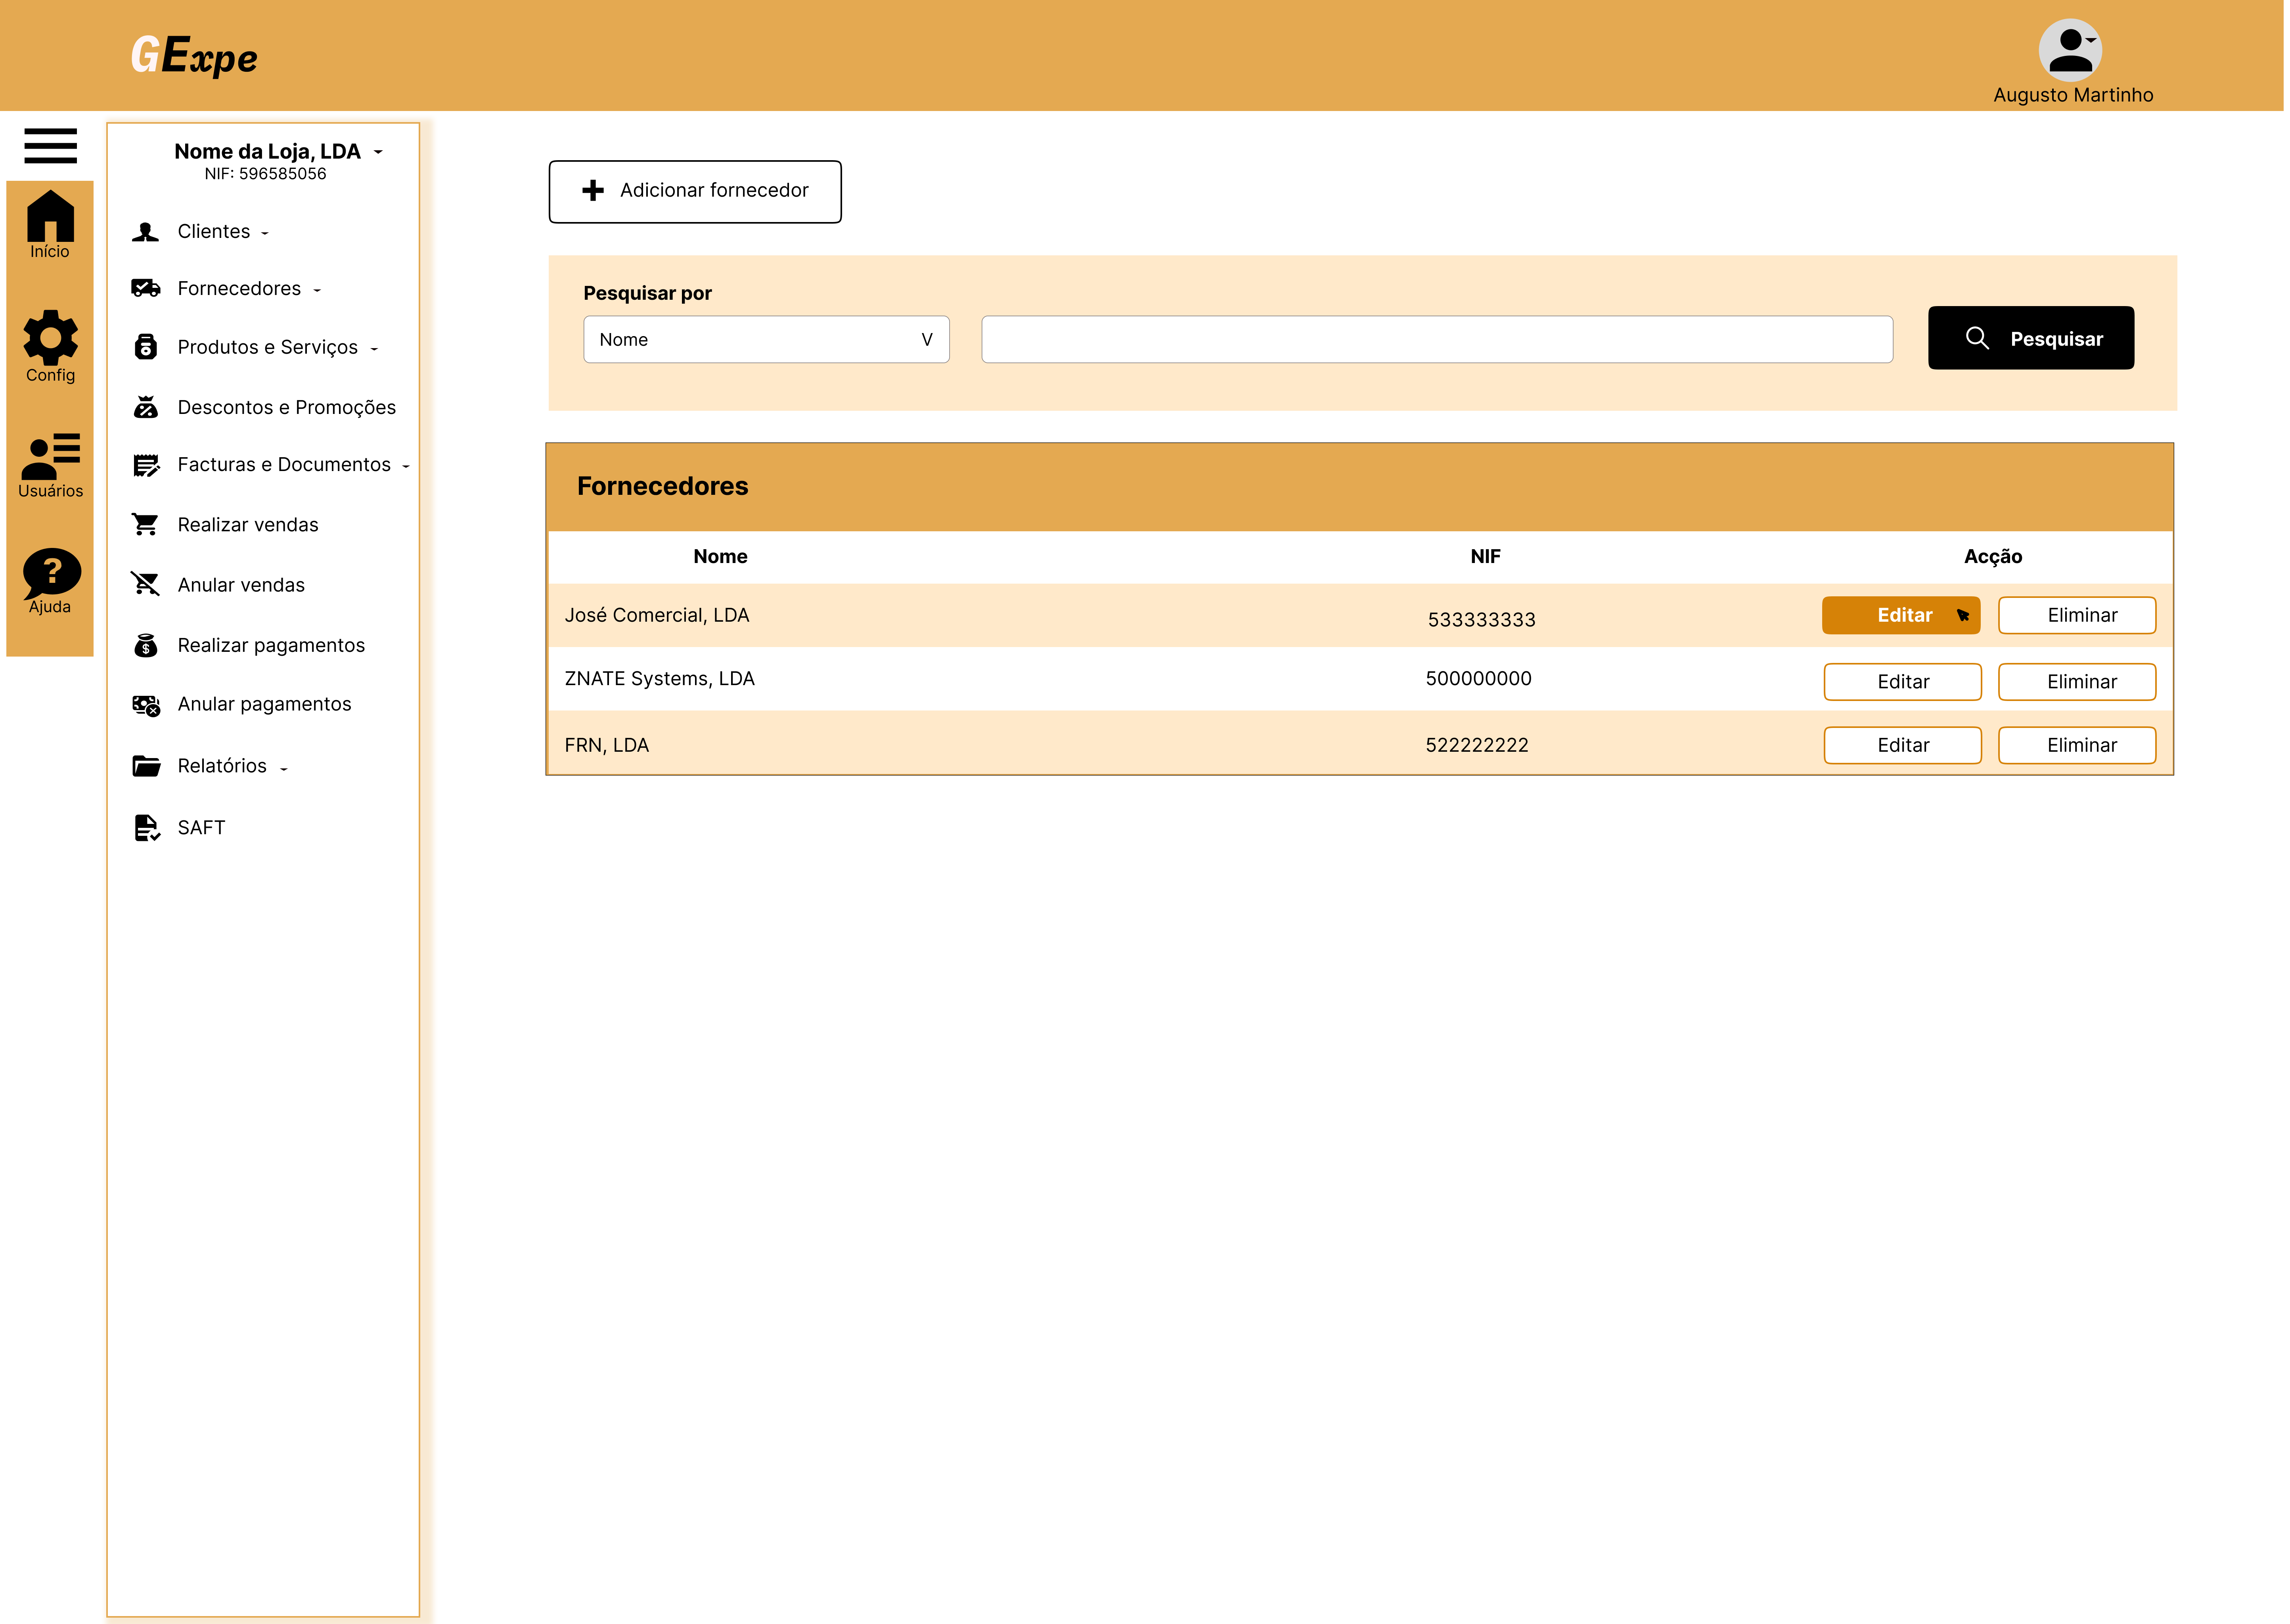 GExpe
Augusto Martinho
Início
Config
Usuários
Ajuda
Nome da Loja, LDA
NIF: 596585056
Clientes
Fornecedores
Produtos e Serviços
Descontos e Promoções
Facturas e Documentos
Realizar vendas
Anular vendas
Realizar pagamentos
Anular pagamentos
Relatórios
SAFT
Adicionar fornecedor
Pesquisar por
Nome V
Pesquisar
Fornecedores
Nome NIF Acção
José Comercial, LDA 533333333 Editar Eliminar
ZNATE Systems, LDA 500000000 Editar Eliminar
FRN, LDA 522222222 Editar Eliminar